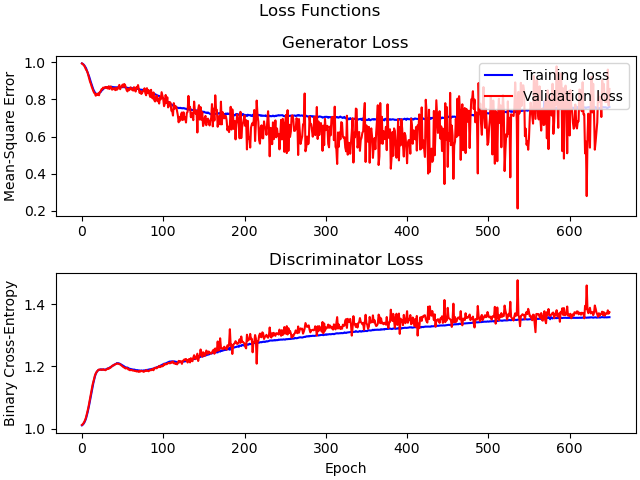 Loss Functions
Generator Loss
Mean-Square Error
1.0
0.8
0.6
0.4
0.2
Training loss
Validation loss
0 100 200 300 400 500 600
Discriminator Loss
Binary Cross-Entropy
1.4
1.2
1.0
0 100 200 300 400 500 600
Epoch